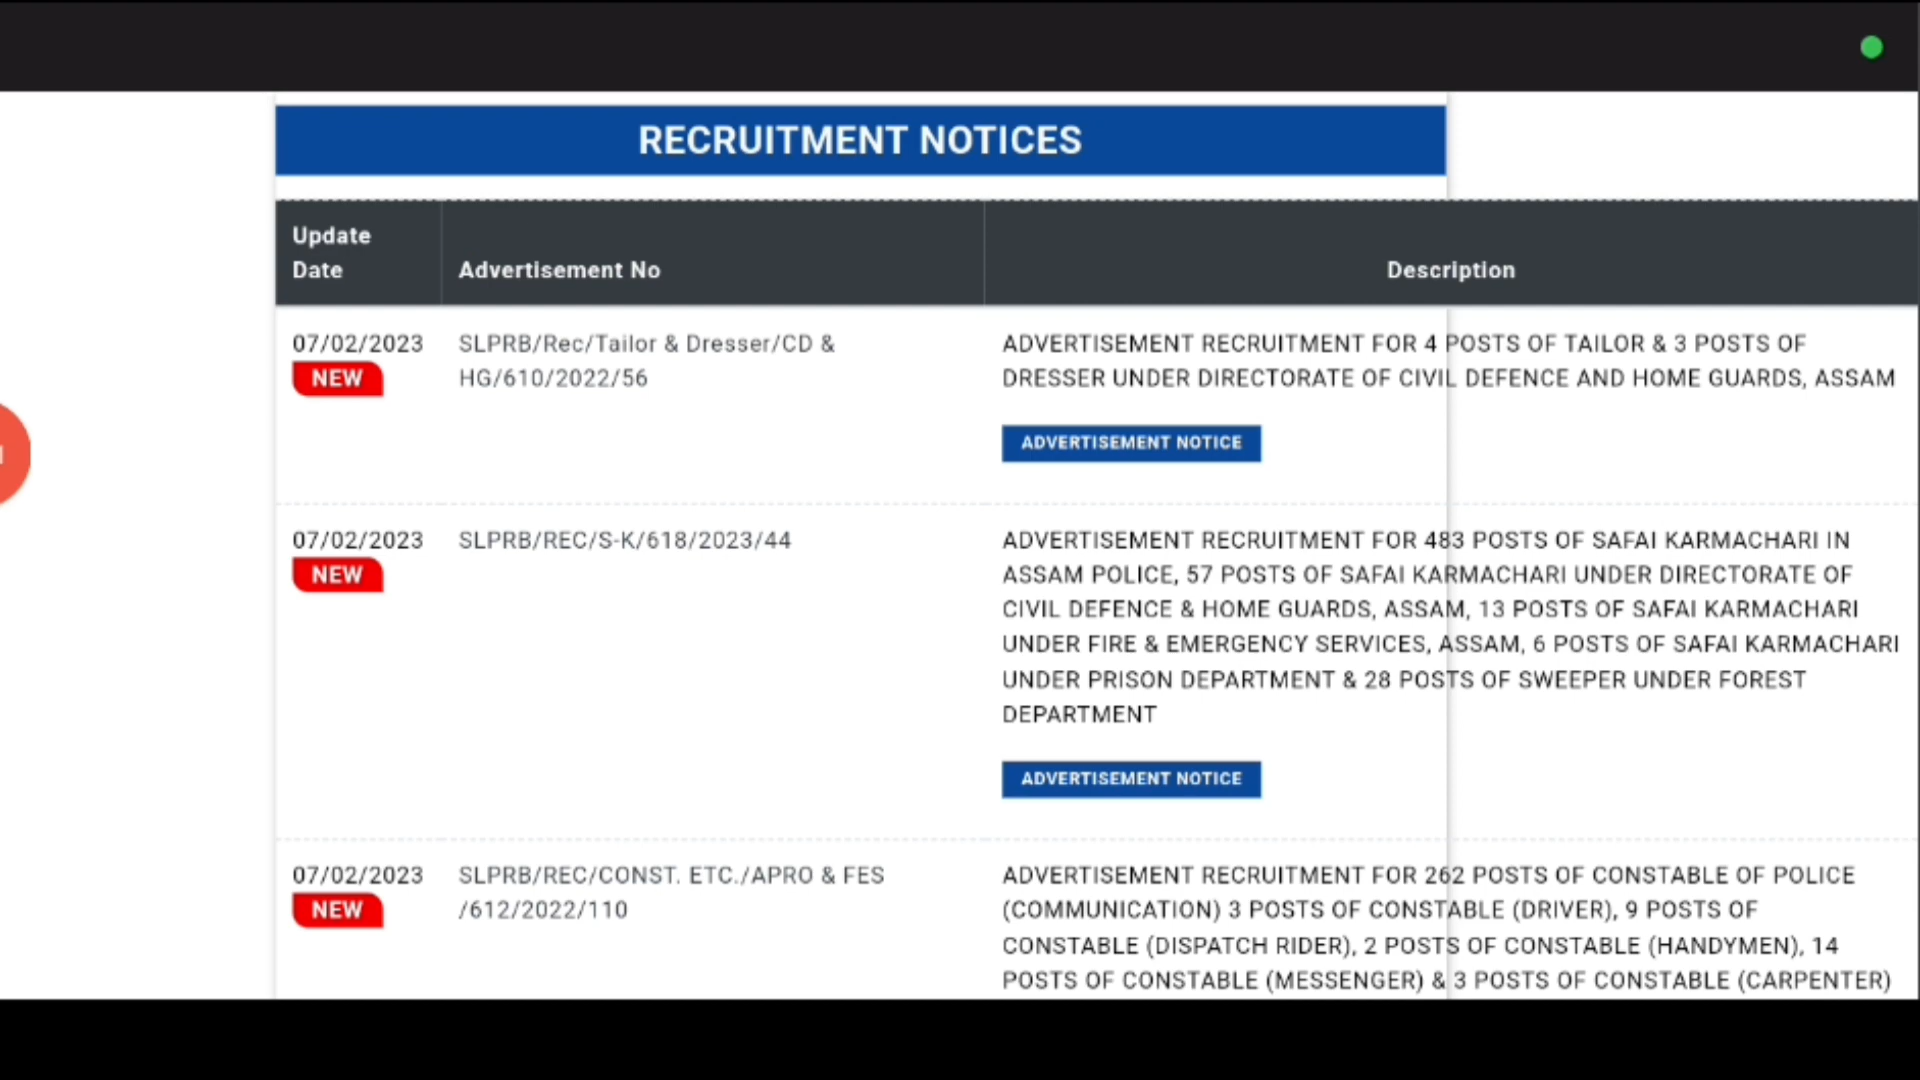 RECRUITMENT NOTICES
Update
Date
Advertisement No
Description
07/02/2023
NEW
SLPRB/Rec/Tailor & Dresser/CD &
HG/610/2022/56
ADVERTISEMENT RECRUITMENT FOR 4 POSTS OF TAILOR & 3 POSTS OF
DRESSER UNDER DIRECTORATE OF CIVIL DEFENCE AND HOME GUARDS, ASSAM
ADVERTISEMENT NOTICE
07/02/2023
NEW
SLPRB/REC/S-K/618/2023/44
ADVERTISEMENT RECRUITMENT FOR 483 POSTS OF SAFAI KARMACHARI IN
ASSAM POLICE, 57 POSTS OF SAFAI KARMACHARI UNDER DIRECTORATE OF
CIVIL DEFENCE & HOME GUARDS, ASSAM, 13 POSTS OF SAFAI KARMACHARI
UNDER FIRE & EMERGENCY SERVICES, ASSAM, 6 POSTS OF SAFAI KARMACHARI
UNDER PRISON DEPARTMENT & 28 POSTS OF SWEEPER UNDER FOREST
DEPARTMENT
ADVERTISEMENT NOTICE
07/02/2023
NEW
SLPRB/REC/CONST. ETC./APRO & FES
/612/2022/110
ADVERTISEMENT RECRUITMENT FOR 262 POSTS OF CONSTABLE OF POLICE
(COMMUNICATION) 3 POSTS OF CONSTABLE (DRIVER), 9 POSTS OF
CONSTABLE (DISPATCH RIDER), 2 POSTS OF CONSTABLE (HANDYMEN), 14
POSTS OF CONSTABLE (MESSENGER) & 3 POSTS OF CONSTABLE (CARPENTER)